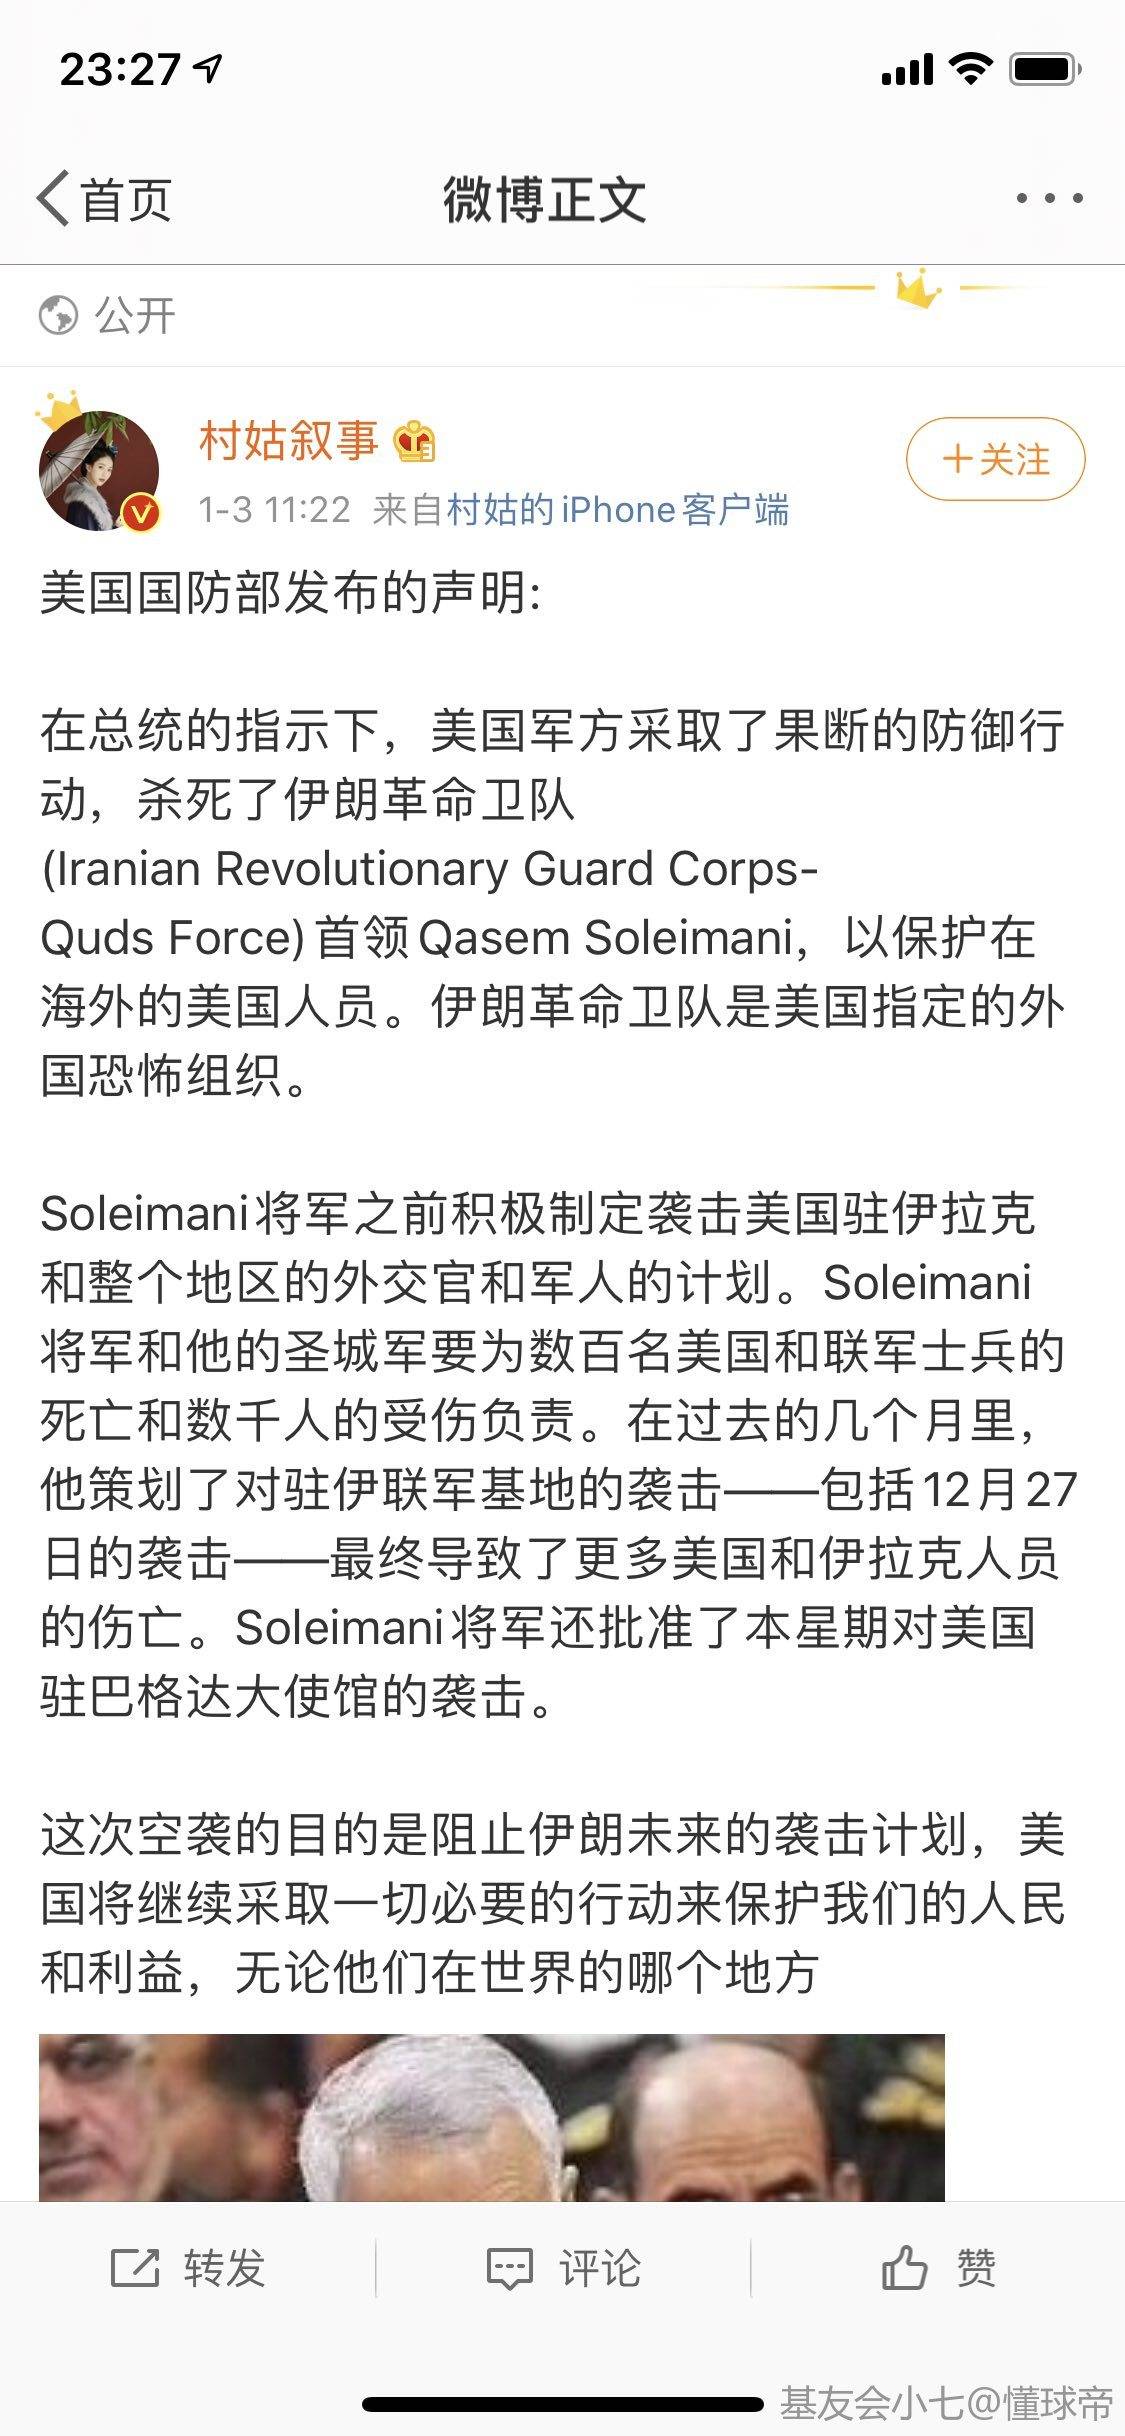 23:27
首页
微博正文
公开
村姑叙事
+关注
1-3 11:22 来自村姑的iPhone客户端
美国国防部发布的声明:
在总统的指示下，美国军方采取了果断的防御行
动，杀死了伊朗革命卫队
(Iranian Revolutionary Guard Corps-
Quds Force)首领Qasem Soleimani，以保护在
海外的美国人员。伊朗革命卫队是美国指定的外
国恐怖组织。
Soleimani将军之前积极制定袭击美国驻伊拉克
和整个地区的外交官和军人的计划。Soleimani
将军和他的圣城军要为数百名美国和联军士兵的
死亡和数千人的受伤负责。在过去的几个月里，
他策划了对驻伊联军基地的袭击——包括12月27
日的袭击——最终导致了更多美国和伊拉克人员
的伤亡。Soleimani将军还批准了本星期对美国
驻巴格达大使馆的袭击。
这次空袭的目的是阻止伊朗未来的袭击计划，美
国将继续采取一切必要的行动来保护我们的人民
和利益，无论他们在世界的哪个地方
转发
评论
赞
基友会小七@懂球帝